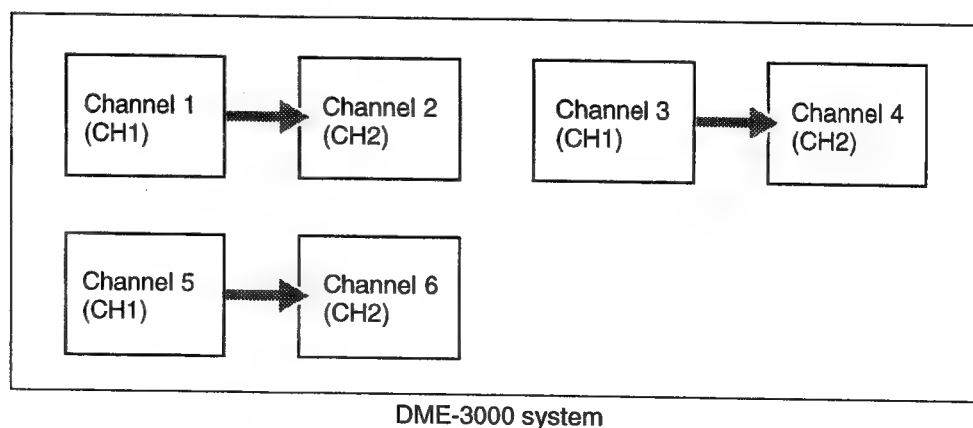 Channel 1
(CH1)
Channel 2
(CH2)
Channel 3
(CH1)
Channel 4
(CH2)
Channel 5
(CH1)
Channel 6
(CH2)
DME-3000 system